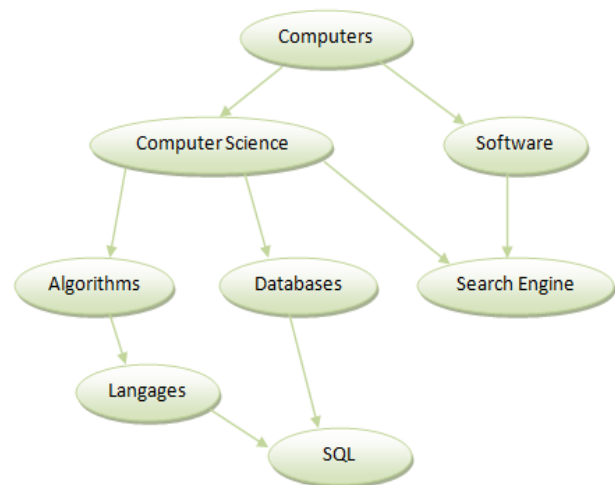 Computers
Computer Science
Software
Algorithms
Databases
Search Engine
Langages
SQL